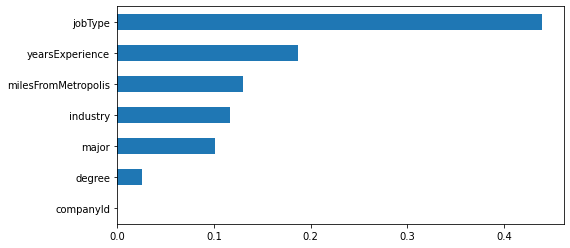 jobType
yearsExperience
milesFromMetropolis
industry
major
degree
companyId
0.0 0.1 0.2 0.3 0.4